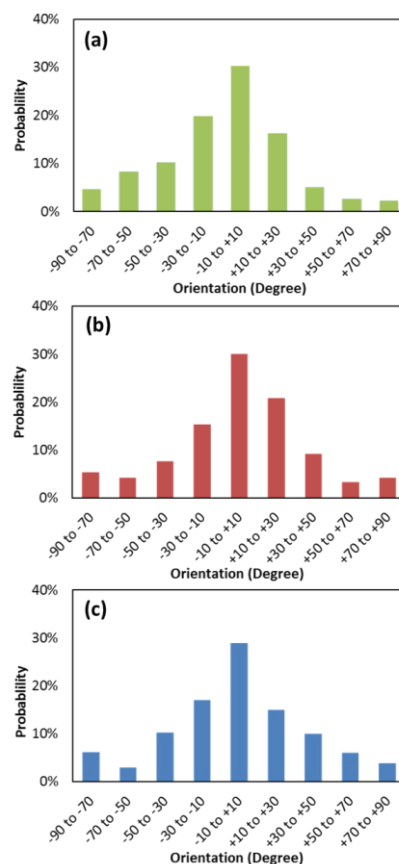 40%
(a)
30%
20%
10%
0%
Probablility
-90 to -70
-70 to -50
-50 to -30
-30 to -10
-10 to +10
+10 to +30
+30 to +50
+50 to +70
+70 to +90
Orientation (Degree)
40%
(b)
30%
20%
10%
0%
Probablility
-90 to -70
-70 to -50
-50 to -30
-30 to -10
-10 to +10
+10 to +30
+30 to +50
+50 to +70
+70 to +90
Orientation (Degree)
40%
(c)
30%
20%
10%
0%
Probablility
-90 to -70
-70 to -50
-50 to -30
-30 to -10
-10 to +10
+10 to +30
+30 to +50
+50 to +70
+70 to +90
Orientation (Degree)